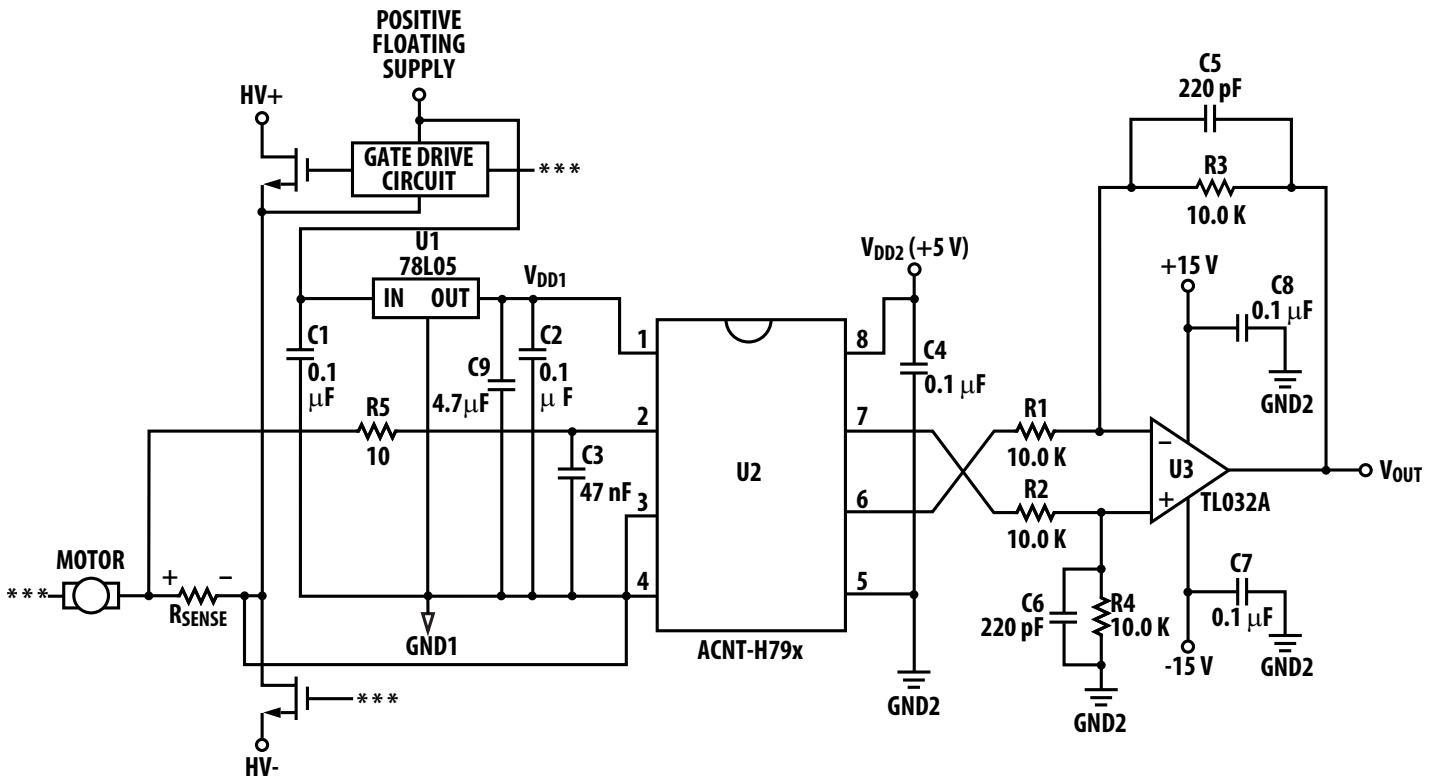 POSITIVE
FLOATING
SUPPLY
HV+
GATE DRIVE
CIRCUIT
***
U1
78L05
IN OUT
VDD1
C1
0.1
μF
C9
4.7μF
C2
0.1
μ F
R5
10
C3
47 nF
MOTOR
***
+ –
RSENSE
GND1
***
HV-
1
2
3
4
U2
8
7
6
5
ACNT-H79x
VDD2 (+5 V)
C4
0.1 μF
GND2
R1
10.0 K
R2
10.0 K
C6
220 pF
R4
10.0 K
GND2
C5
220 pF
R3
10.0 K
+15 V
C8
0.1 μF
GND2
–
U3
+
TL032A
VOUT
C7
0.1 μF
GND2
-15 V